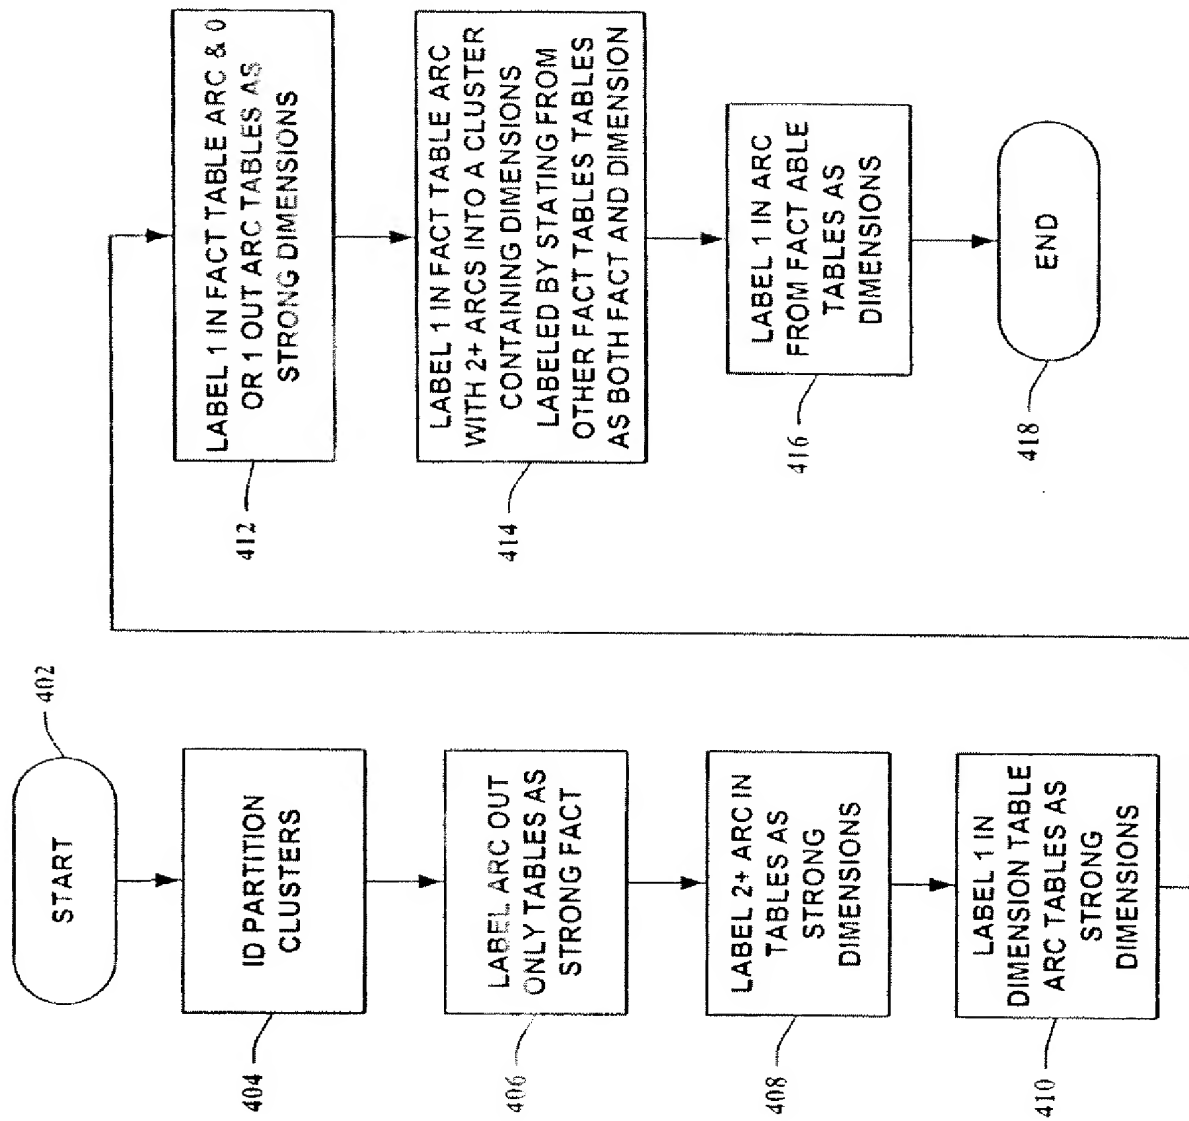 402
START
ID PARTITION
CLUSTERS
404
LABEL ARC OUT
ONLY TABLES AS
STRONG FACT
406
LABEL 2+ ARC IN
TABLES AS
STRONG
DIMENSIONS
408
LABEL 1 IN
DIMENSION TABLE
ARC TABLES AS
STRONG
DIMENSIONS
410
LABEL 1 IN FACT TABLE ARC & 0
OR 1 OUT ARC TABLES AS
STRONG DIMENSIONS
412
LABEL 1 IN FACT TABLE ARC
WITH 2+ ARCS INTO A CLUSTER
CONTAINING DIMENSIONS
LABELED BY STATING FROM
OTHER FACT TABLES TABLES
AS BOTH FACT AND DIMENSION
414
LABEL 1 IN ARC
FROM FACT ABLE
TABLES AS
DIMENSIONS
416
END
418